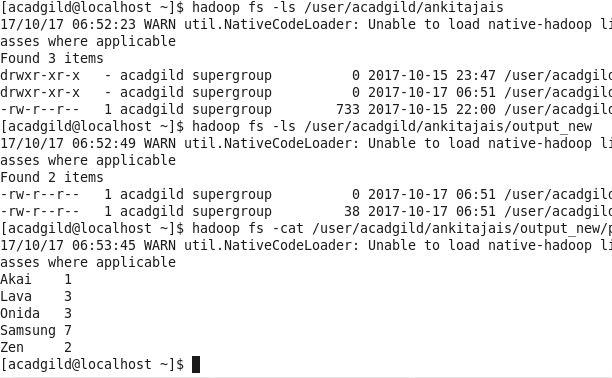 [acadgild@localhost ~]$ hadoop fs -ls /user/acadgild/ankitajais
17/10/17 06:52:23 WARN util.NativeCodeLoader: Unable to load native-hadoop li
asses where applicable
Found 3 items
drwxr-xr-x   - acadgild supergroup          0 2017-10-15 23:47 /user/acadgild
drwxr-xr-x   - acadgild supergroup          0 2017-10-17 06:51 /user/acadgild
-rw-r--r--   1 acadgild supergroup        733 2017-10-15 22:00 /user/acadgild
[acadgild@localhost ~]$ hadoop fs -ls /user/acadgild/ankitajais/output_new
17/10/17 06:52:49 WARN util.NativeCodeLoader: Unable to load native-hadoop li
asses where applicable
Found 2 items
-rw-r--r--   1 acadgild supergroup          0 2017-10-17 06:51 /user/acadgild
-rw-r--r--   1 acadgild supergroup         38 2017-10-17 06:51 /user/acadgild
[acadgild@localhost ~]$ hadoop fs -cat /user/acadgild/ankitajais/output_new/p
17/10/17 06:53:45 WARN util.NativeCodeLoader: Unable to load native-hadoop li
asses where applicable
Akai    1
Lava    3
Onida   3
Samsung 7
Zen     2
[acadgild@localhost ~]$